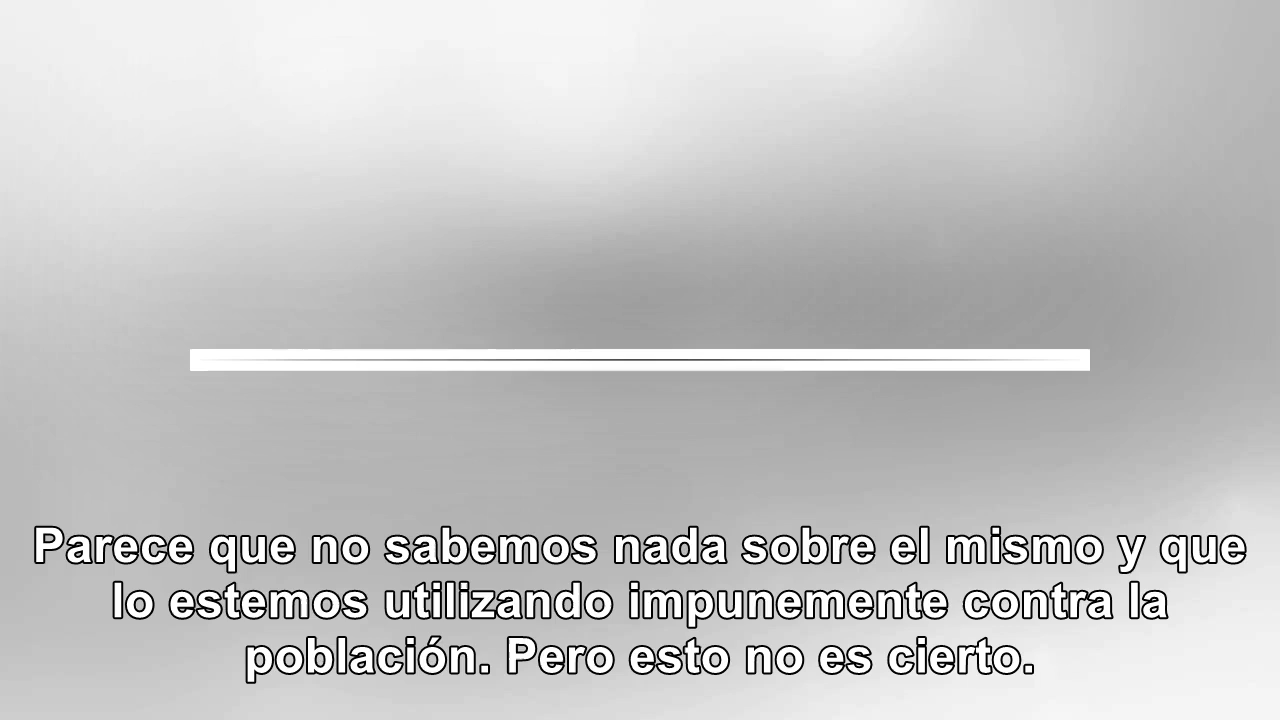 Parece que no sabemos nada sobre el mismo y que
lo estemos utilizando impunemente contra la
población. Pero esto no es cierto.